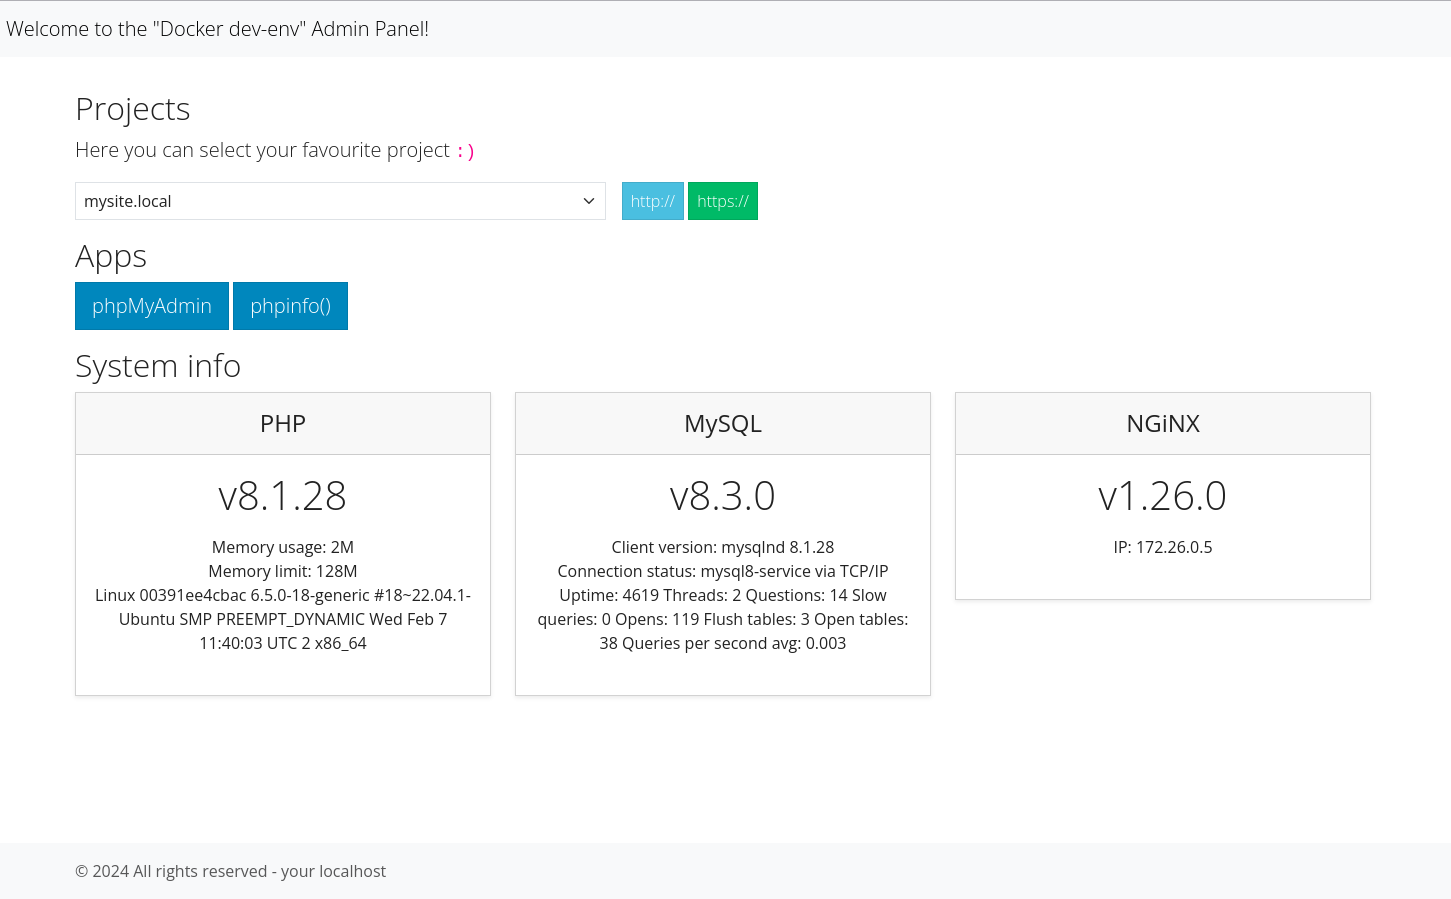 Welcome to the "Docker dev-env" Admin Panel!
Projects
Here you can select your favourite project :)
mysite.local
http:// https://
Apps
phpMyAdmin phpinfo()
System info
PHP
v8.1.28
Memory usage: 2M
Memory limit: 128M
Linux 00391ee4cbac 6.5.0-18-generic #18~22.04.1-
Ubuntu SMP PREEMPT_DYNAMIC Wed Feb 7
11:40:03 UTC 2 x86_64
MySQL
v8.3.0
Client version: mysqlnd 8.1.28
Connection status: mysql8-service via TCP/IP
Uptime: 4619 Threads: 2 Questions: 14 Slow
queries: 0 Opens: 119 Flush tables: 3 Open tables:
38 Queries per second avg: 0.003
NGiNX
v1.26.0
IP: 172.26.0.5
© 2024 All rights reserved - your localhost